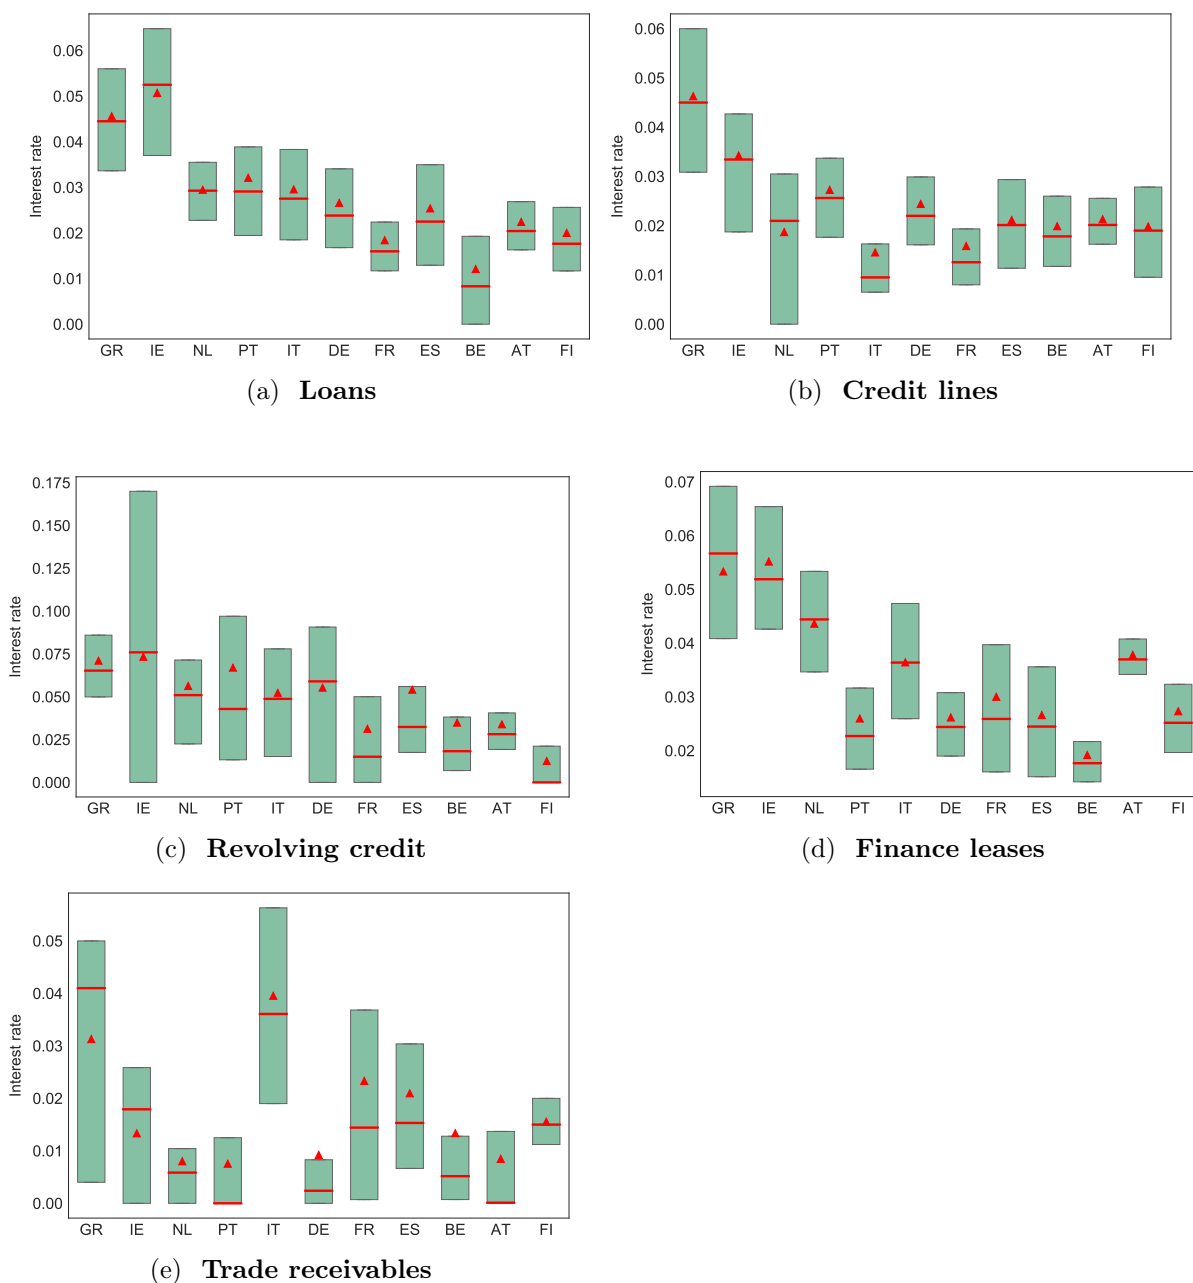 0.06
0.05
0.04
0.03
0.02
0.01
0.00
Interest rate
GR IE NL PT IT DE FR ES BE AT FI
(a) Loans
0.06
0.05
0.04
0.03
0.02
0.01
0.00
Interest rate
GR IE NL PT IT DE FR ES BE AT FI
(b) Credit lines
0.175
0.150
0.125
0.100
0.075
0.050
0.025
0.000
Interest rate
GR IE NL PT IT DE FR ES BE AT FI
(c) Revolving credit
0.07
0.06
0.05
0.04
0.03
0.02
Interest rate
GR IE NL PT IT DE FR ES BE AT FI
(d) Finance leases
0.05
0.04
0.03
0.02
0.01
0.00
Interest rate
GR IE NL PT IT DE FR ES BE AT FI
(e) Trade receivables